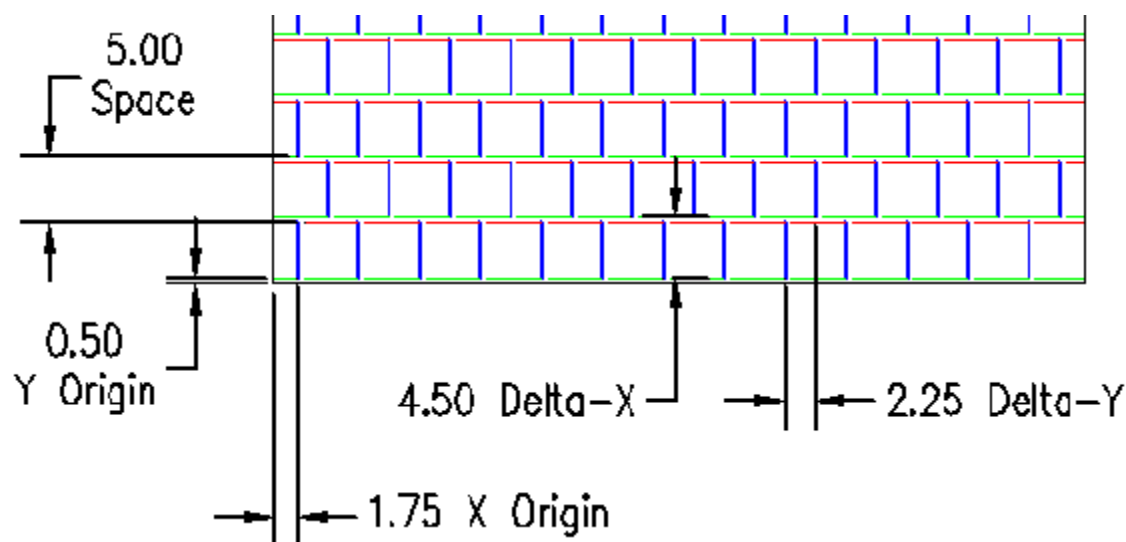 5.00
Space
0.50
Y Origin
4.50 Delta-X
2.25 Delta-Y
1.75 X Origin